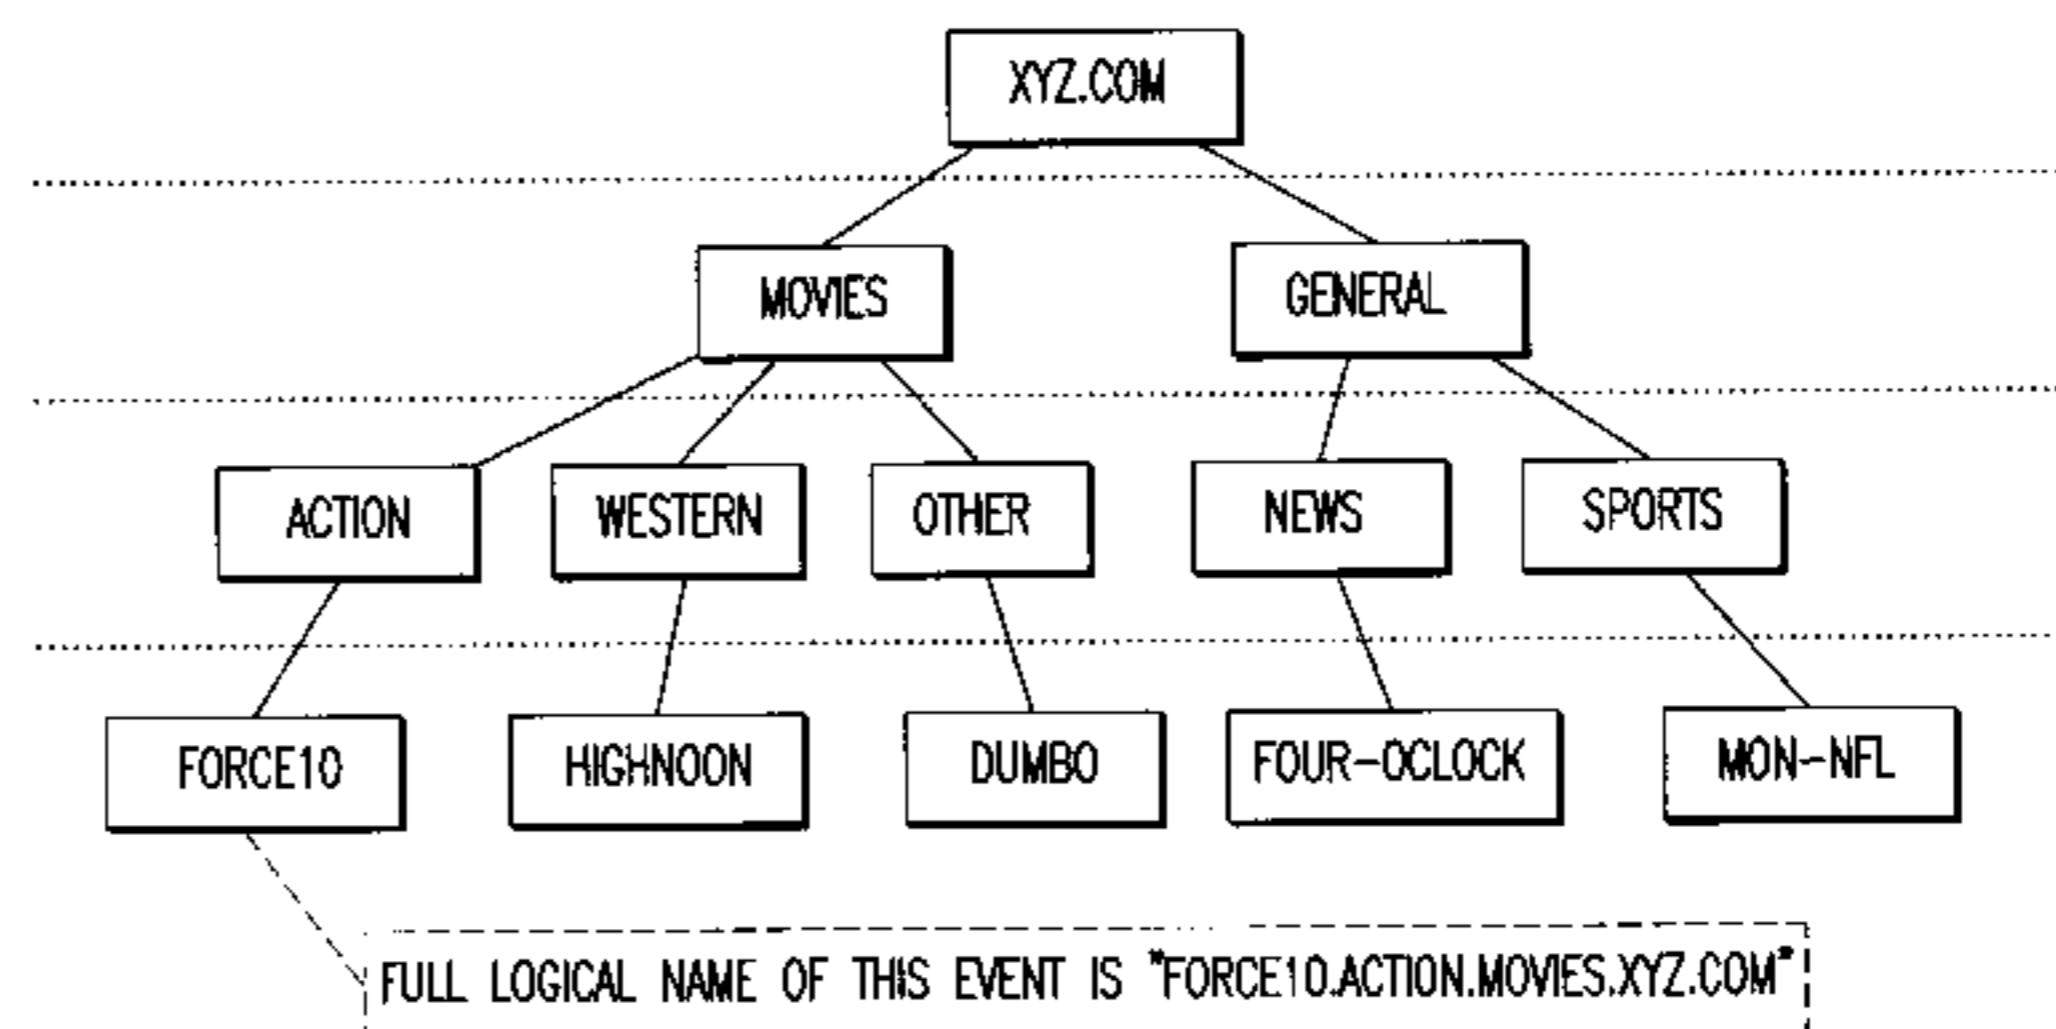 XYZ.COM
MOVIES
GENERAL
ACTION
WESTERN
OTHER
NEWS
SPORTS
FORCE10
HIGHNOON
DUMBO
FOUR-OCLOCK
MON-NFL
FULL LOGICAL NAME OF THIS EVENT IS "FORCE10.ACTION.MOVIES.XYZ.COM"